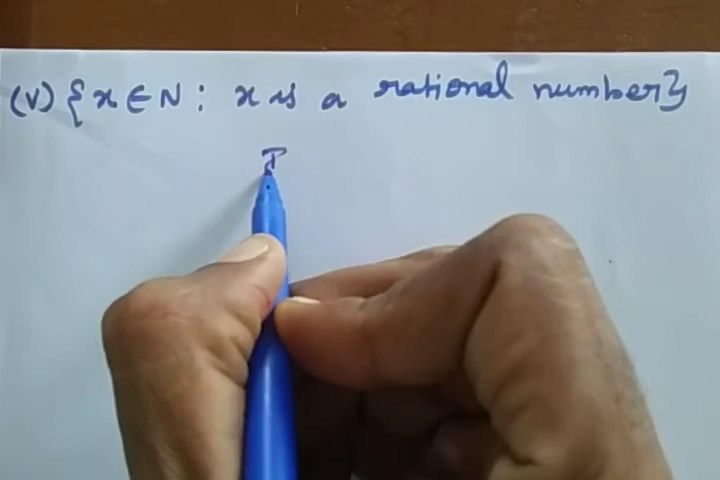 (V) {x ∈ N : x is a rational number}